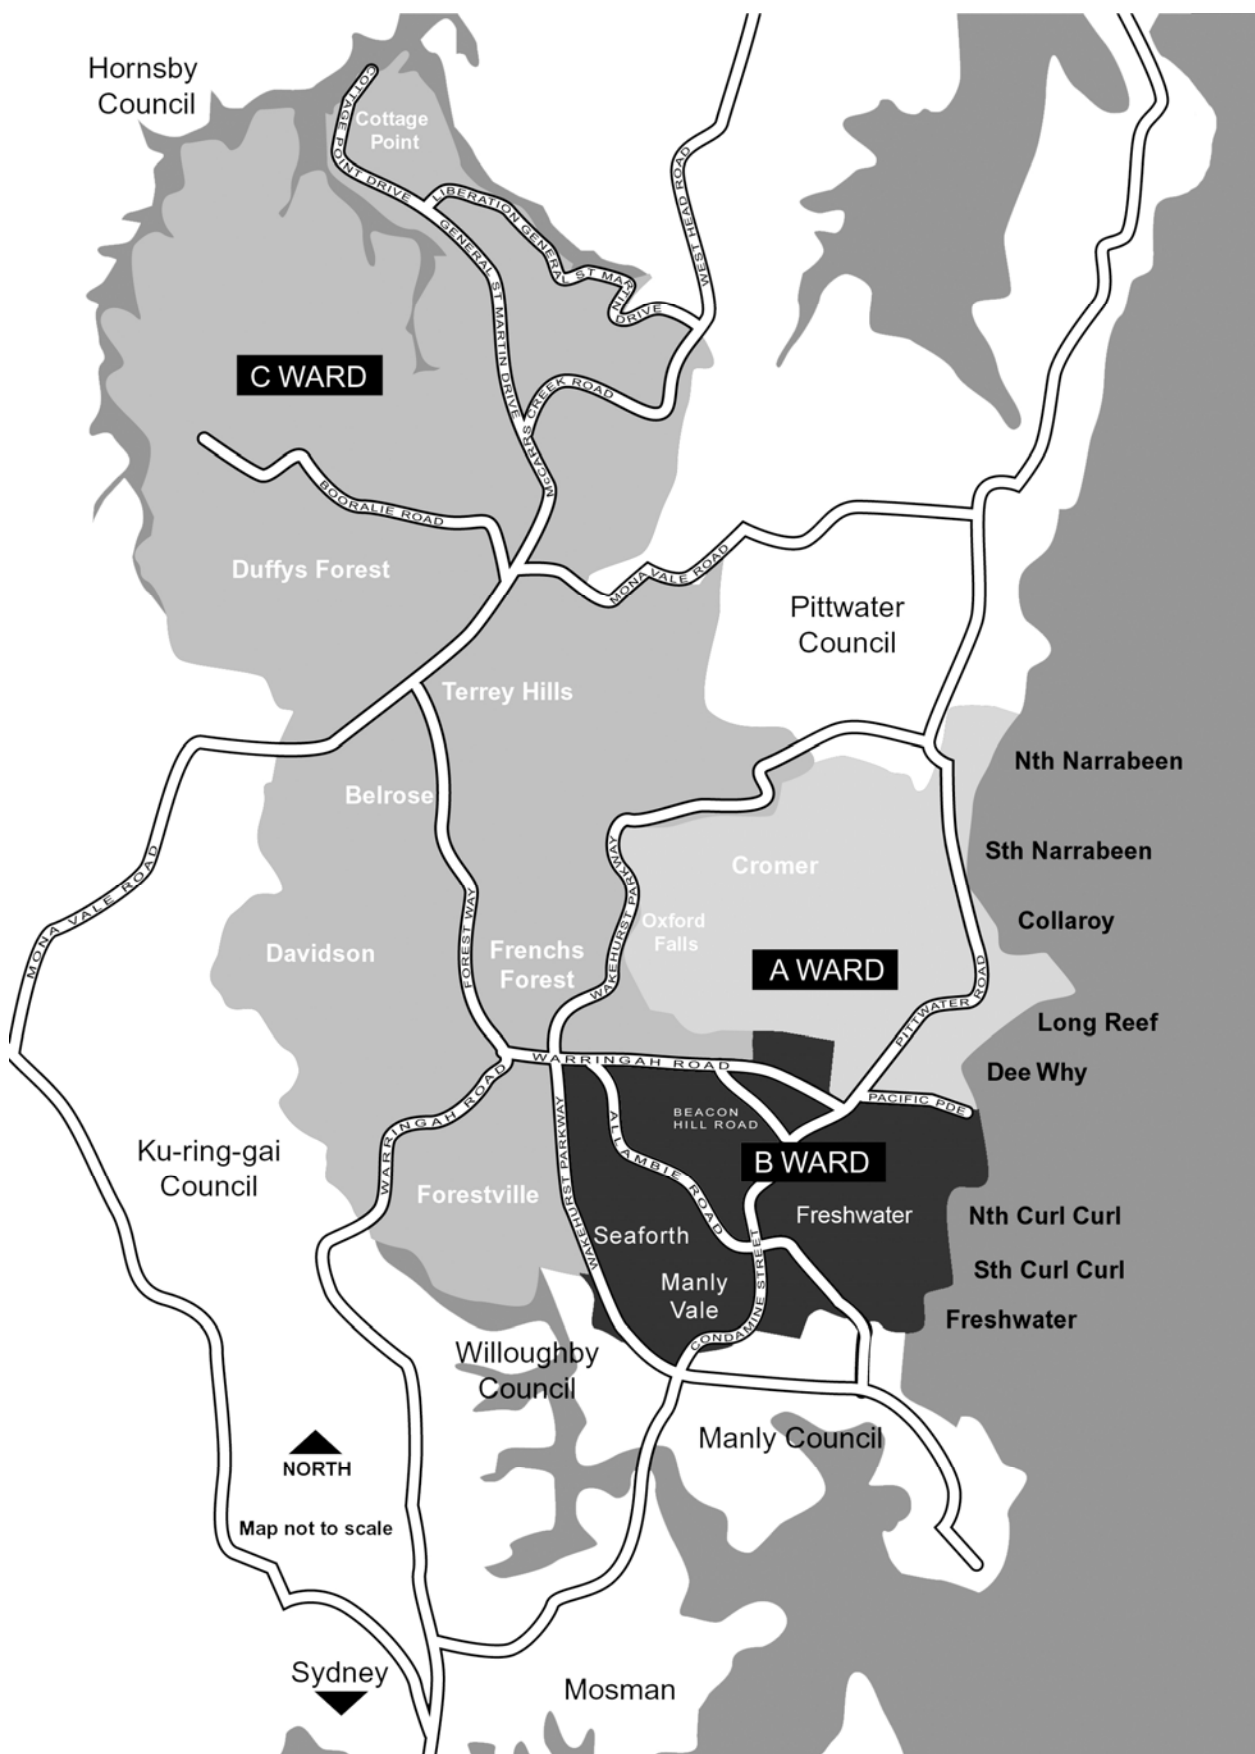 Hornsby
Council
COTTAGE POINT DRIVE
Cottage
Point
LIBERATION GENERAL ST MARTIN DRIVE
GENERAL ST MARTIN DRIVE
WEST HEAD ROAD
C WARD
McCARRS CREEK ROAD
BOORALIE ROAD
Duffys Forest
MONA VALE ROAD
Pittwater
Council
Terrey Hills
Nth Narrabeen
Belrose
MONA VALE ROAD
WAKEHURST PARKWAY
Sth Narrabeen
Cromer
FOREST WAY
Oxford
Falls
Collaroy
Davidson
Frenchs
Forest
A WARD
PITTWATER ROAD
Long Reef
WARRINGAH ROAD
Dee Why
WARRINGAH ROAD
PACIFIC PDE
BEACON
HILL ROAD
WAKEHURST PARKWAY
ALLAMBIE ROAD
Ku-ring-gai
Council
B WARD
Forestville
Freshwater
Nth Curl Curl
Seaforth
CONDAMINE STREET
Sth Curl Curl
Manly
Vale
Freshwater
Willoughby
Council
Manly Council
NORTH
Map not to scale
Sydney
Mosman